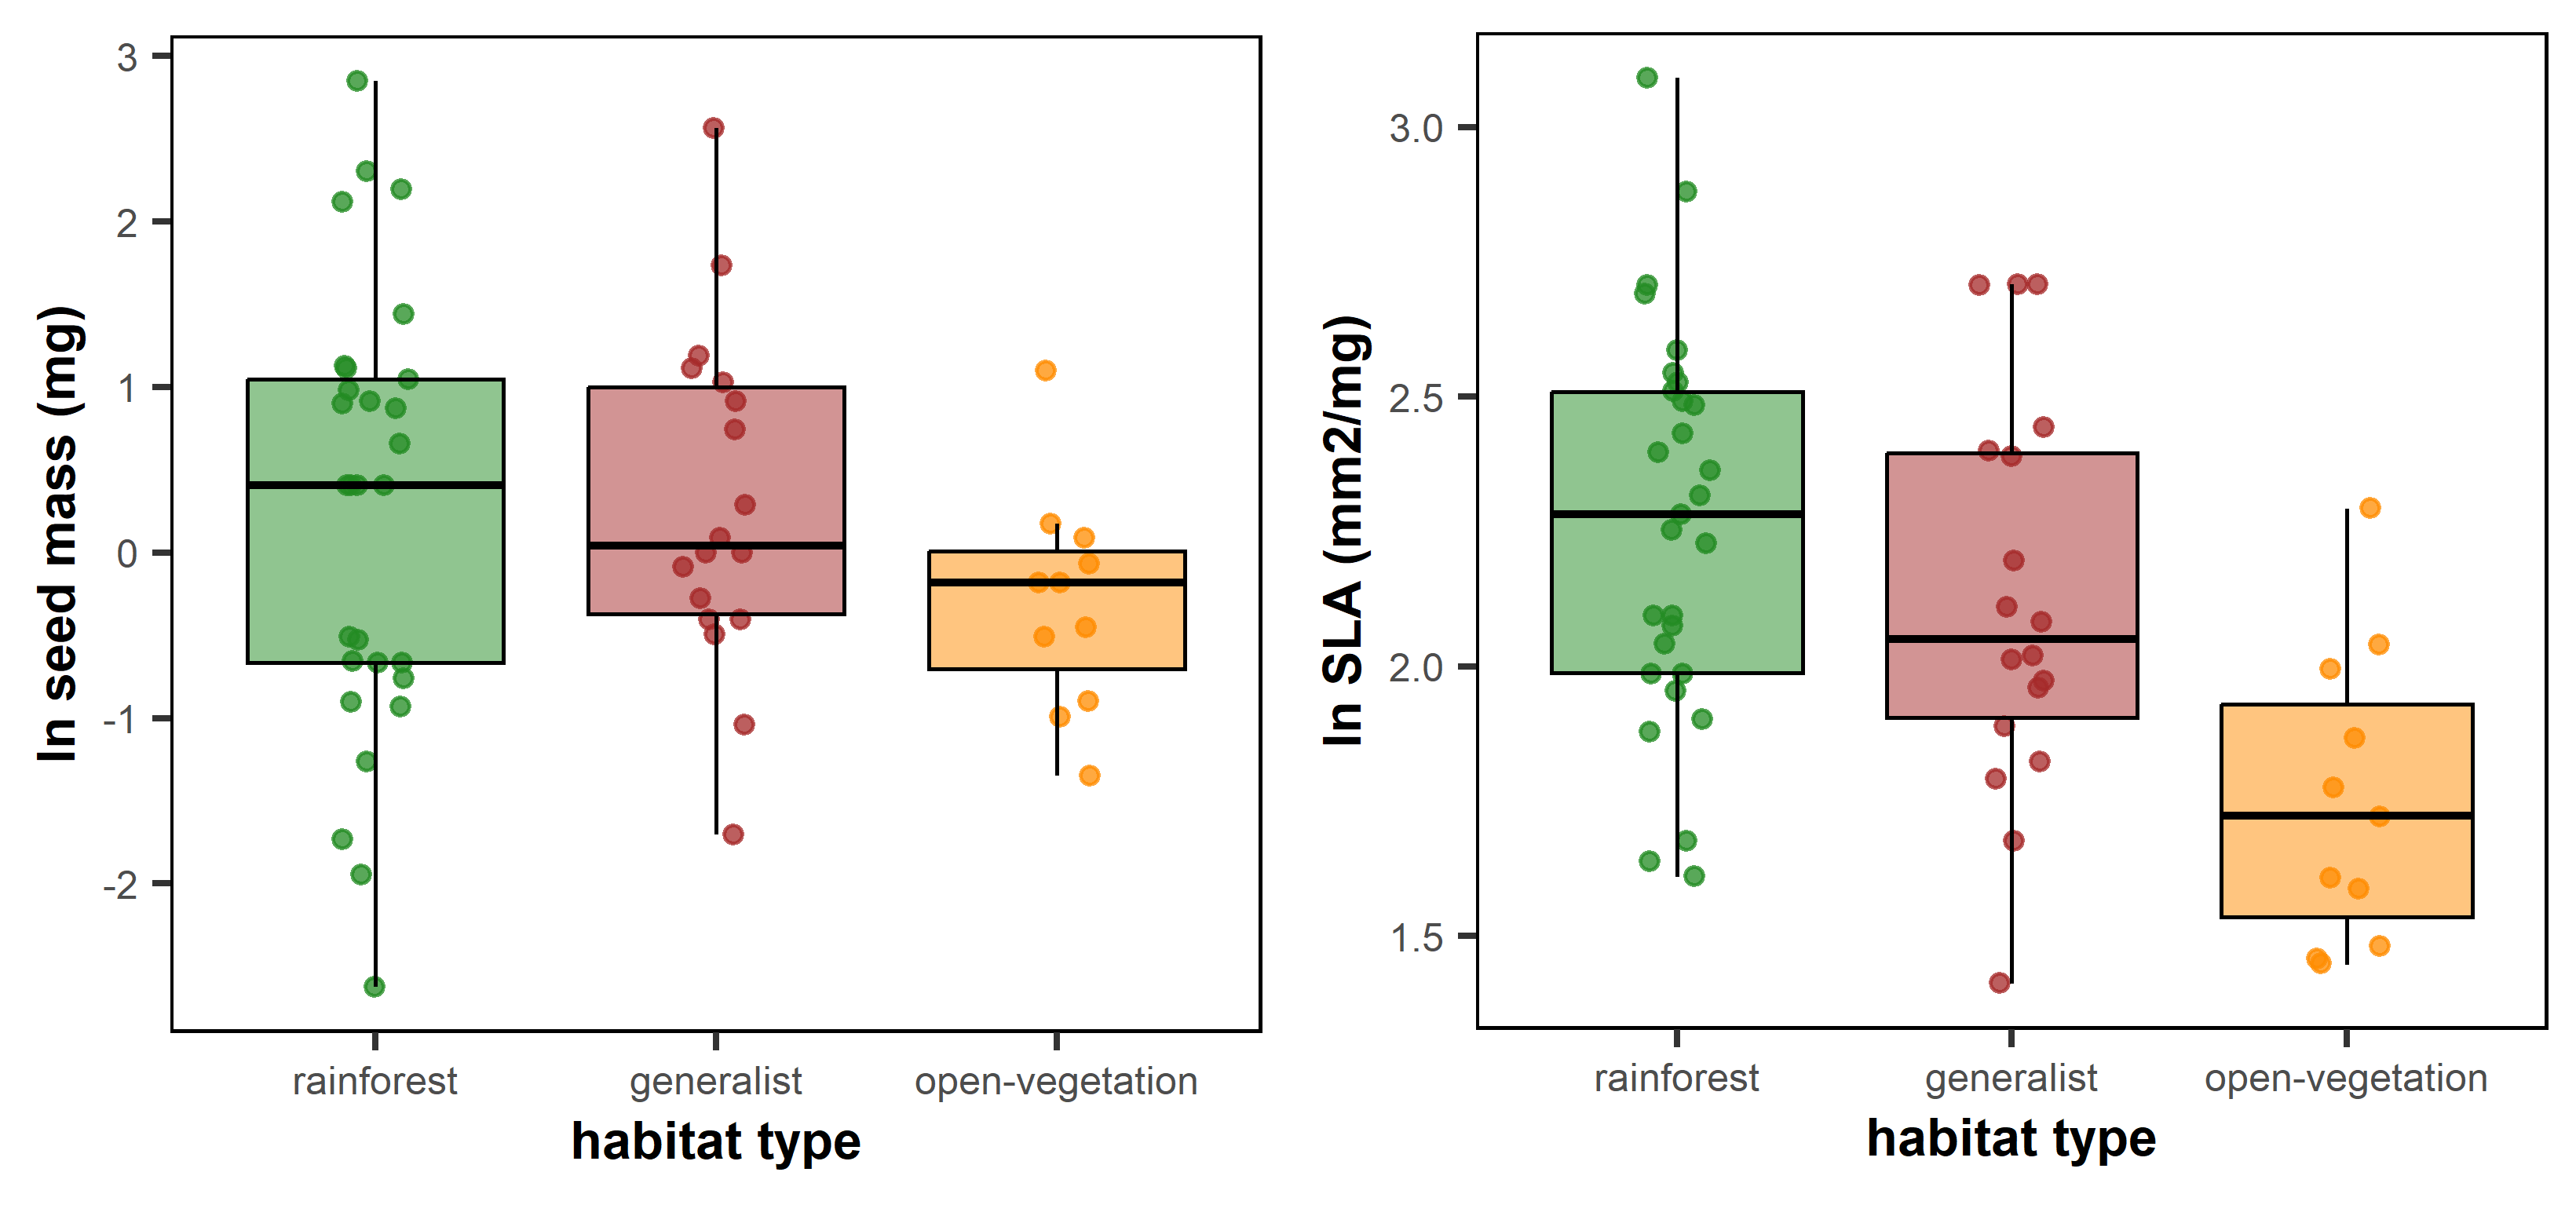 ln seed mass (mg)
3
2
1
0
-1
-2
rainforest generalist open-vegetation
habitat type
ln SLA (mm2/mg)
3.0
2.5
2.0
1.5
rainforest generalist open-vegetation
habitat type